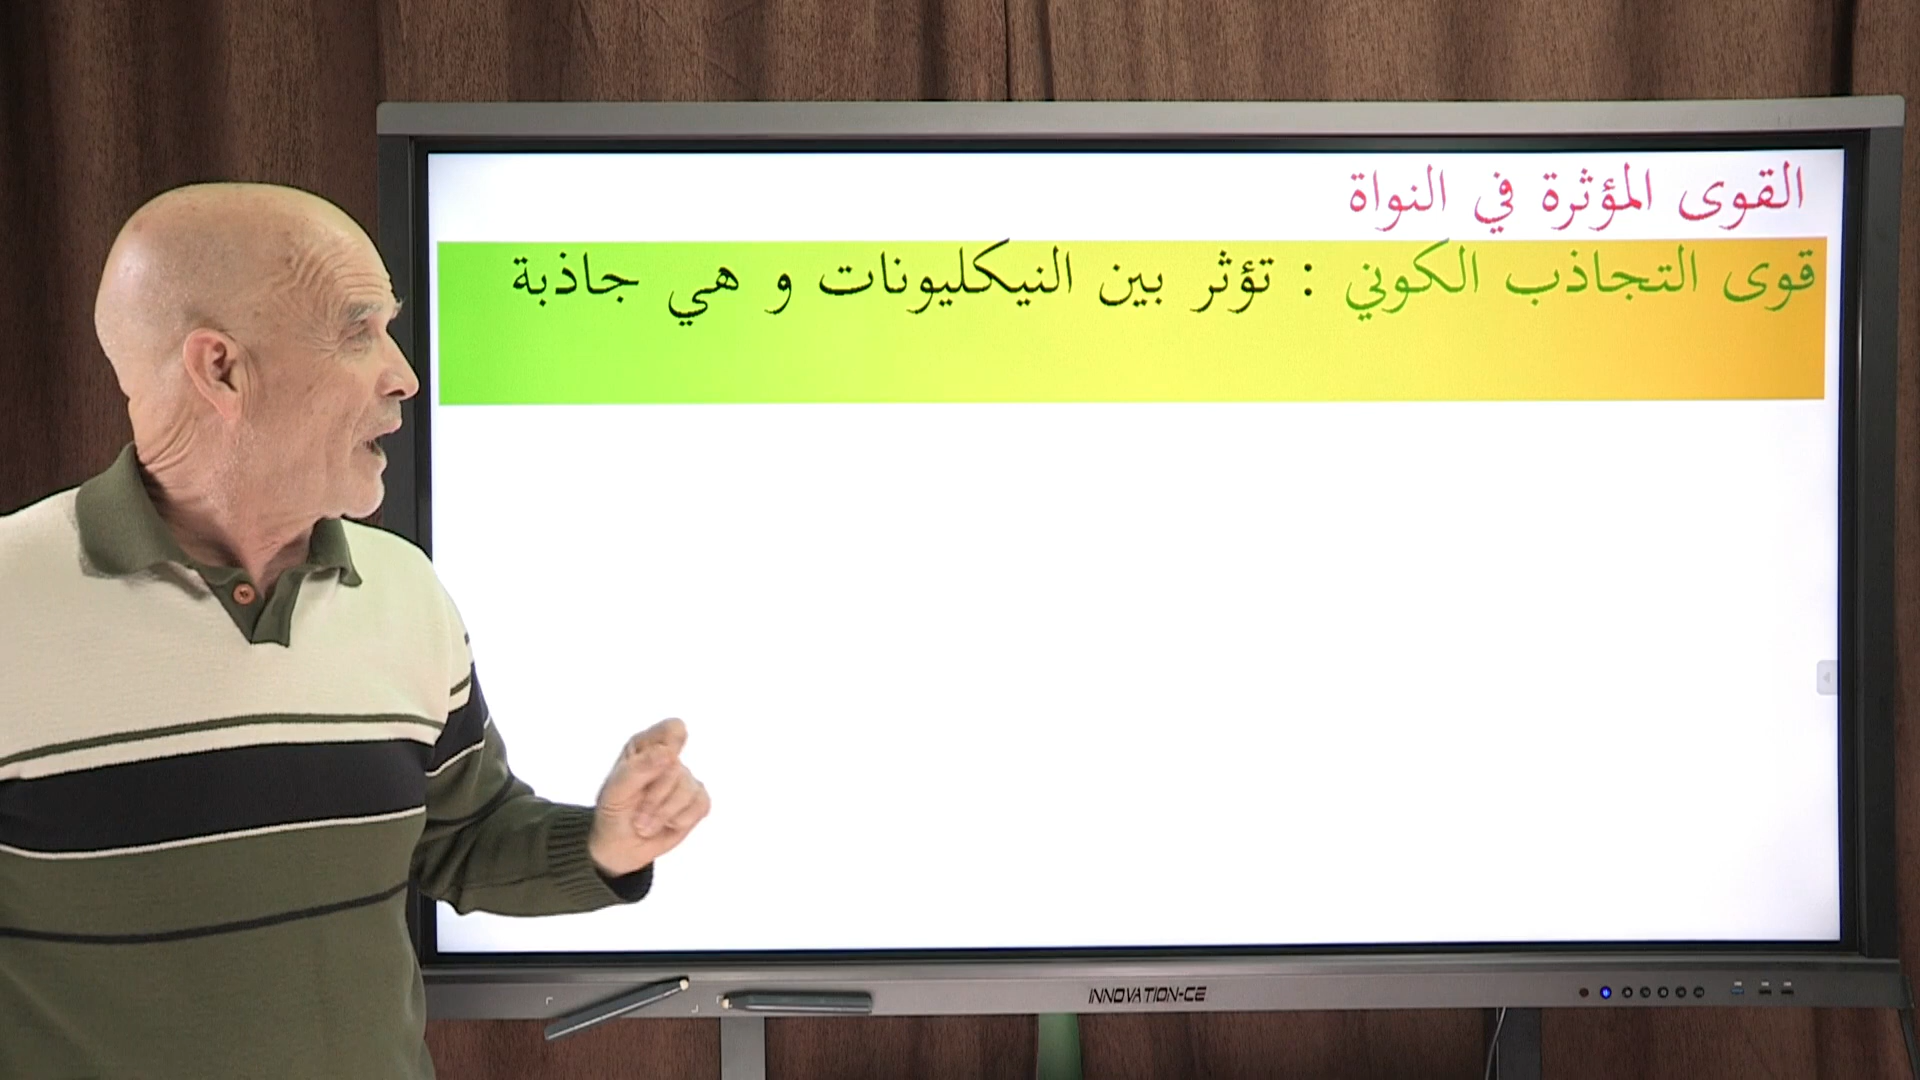 القوى المؤثرة في النواة
قوى التجاذب الكوني : تؤثر بين النيكليونات و هي جاذبة
INNOVATION-CE